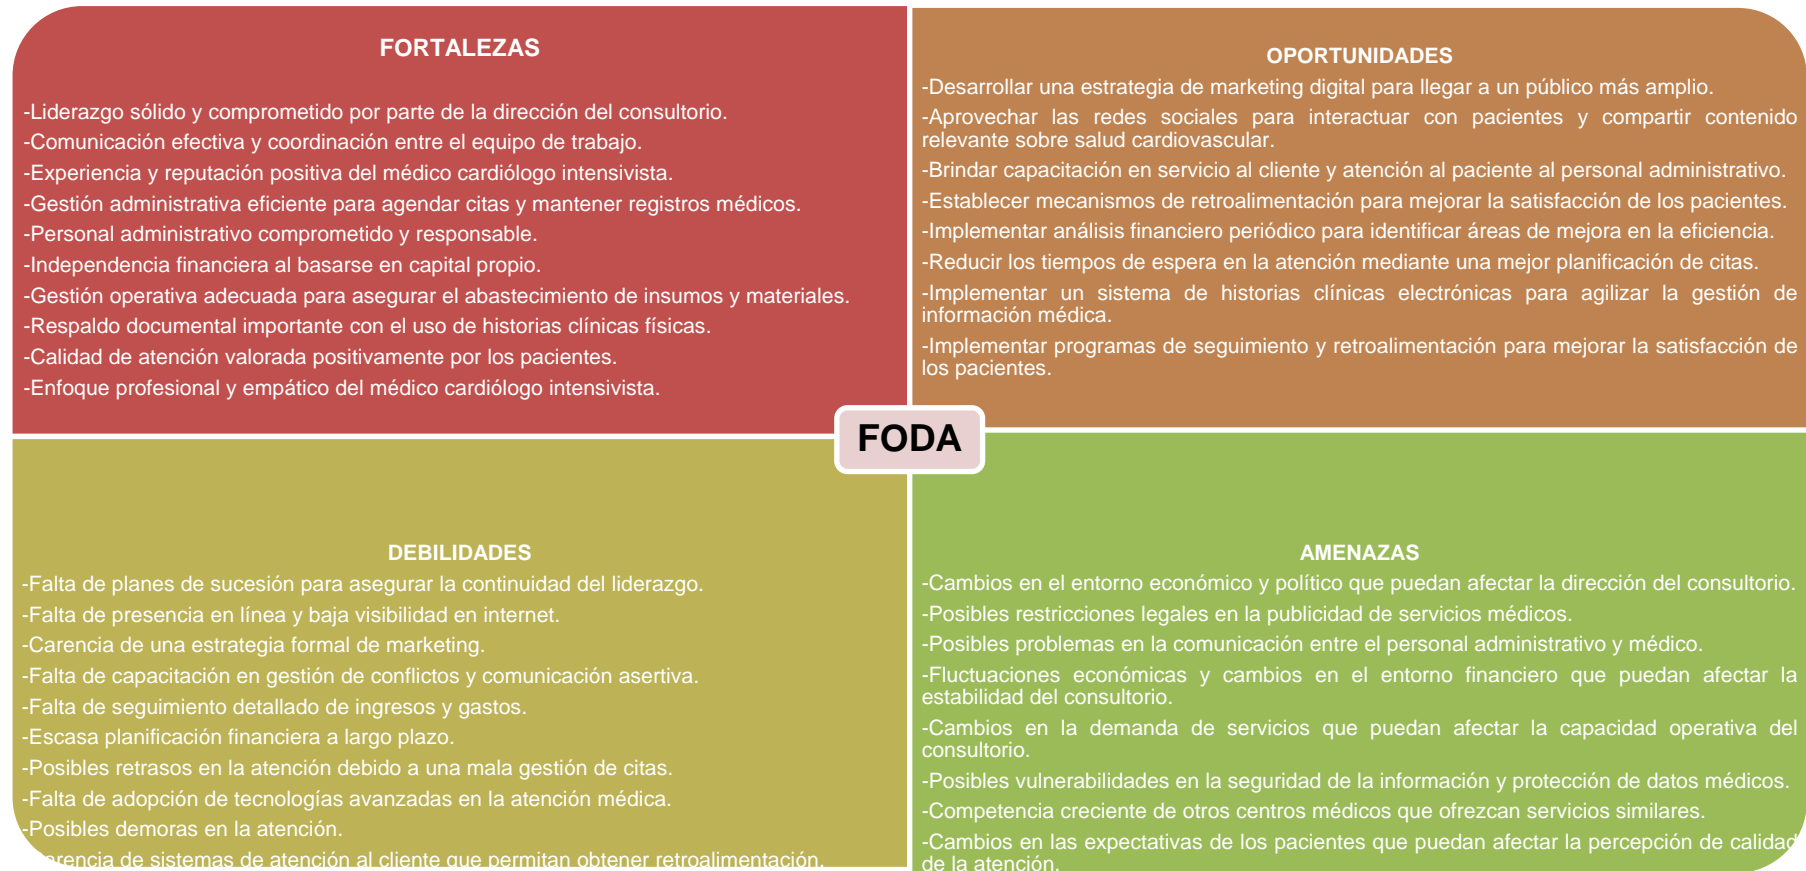 FORTALEZAS
-Liderazgo sólido y comprometido por parte de la dirección del consultorio.
-Comunicación efectiva y coordinación entre el equipo de trabajo.
-Experiencia y reputación positiva del médico cardiólogo intensivista.
-Gestión administrativa eficiente para agendar citas y mantener registros médicos.
-Personal administrativo comprometido y responsable.
-Independencia financiera al basarse en capital propio.
-Gestión operativa adecuada para asegurar el abastecimiento de insumos y materiales.
-Respaldo documental importante con el uso de historias clínicas físicas.
-Calidad de atención valorada positivamente por los pacientes.
-Enfoque profesional y empático del médico cardiólogo intensivista.
OPORTUNIDADES
-Desarrollar una estrategia de marketing digital para llegar a un público más amplio.
-Aprovechar las redes sociales para interactuar con pacientes y compartir contenido
relevante sobre salud cardiovascular.
-Brindar capacitación en servicio al cliente y atención al paciente al personal administrativo.
-Establecer mecanismos de retroalimentación para mejorar la satisfacción de los pacientes.
-Implementar análisis financiero periódico para identificar áreas de mejora en la eficiencia.
-Reducir los tiempos de espera en la atención mediante una mejor planificación de citas.
-Implementar un sistema de historias clínicas electrónicas para agilizar la gestión de
información médica.
-Implementar programas de seguimiento y retroalimentación para mejorar la satisfacción de
los pacientes.
FODA
DEBILIDADES
-Falta de planes de sucesión para asegurar la continuidad del liderazgo.
-Falta de presencia en línea y baja visibilidad en internet.
-Carencia de una estrategia formal de marketing.
-Falta de capacitación en gestión de conflictos y comunicación asertiva.
-Falta de seguimiento detallado de ingresos y gastos.
-Escasa planificación financiera a largo plazo.
-Posibles retrasos en la atención debido a una mala gestión de citas.
-Falta de adopción de tecnologías avanzadas en la atención médica.
-Posibles demoras en la atención.
-Carencia de sistemas de atención al cliente que permitan obtener retroalimentación.
AMENAZAS
-Cambios en el entorno económico y político que puedan afectar la dirección del consultorio.
-Posibles restricciones legales en la publicidad de servicios médicos.
-Posibles problemas en la comunicación entre el personal administrativo y médico.
-Fluctuaciones económicas y cambios en el entorno financiero que puedan afectar la
estabilidad del consultorio.
-Cambios en la demanda de servicios que puedan afectar la capacidad operativa del
consultorio.
-Posibles vulnerabilidades en la seguridad de la información y protección de datos médicos.
-Competencia creciente de otros centros médicos que ofrezcan servicios similares.
-Cambios en las expectativas de los pacientes que puedan afectar la percepción de calidad
de la atención.